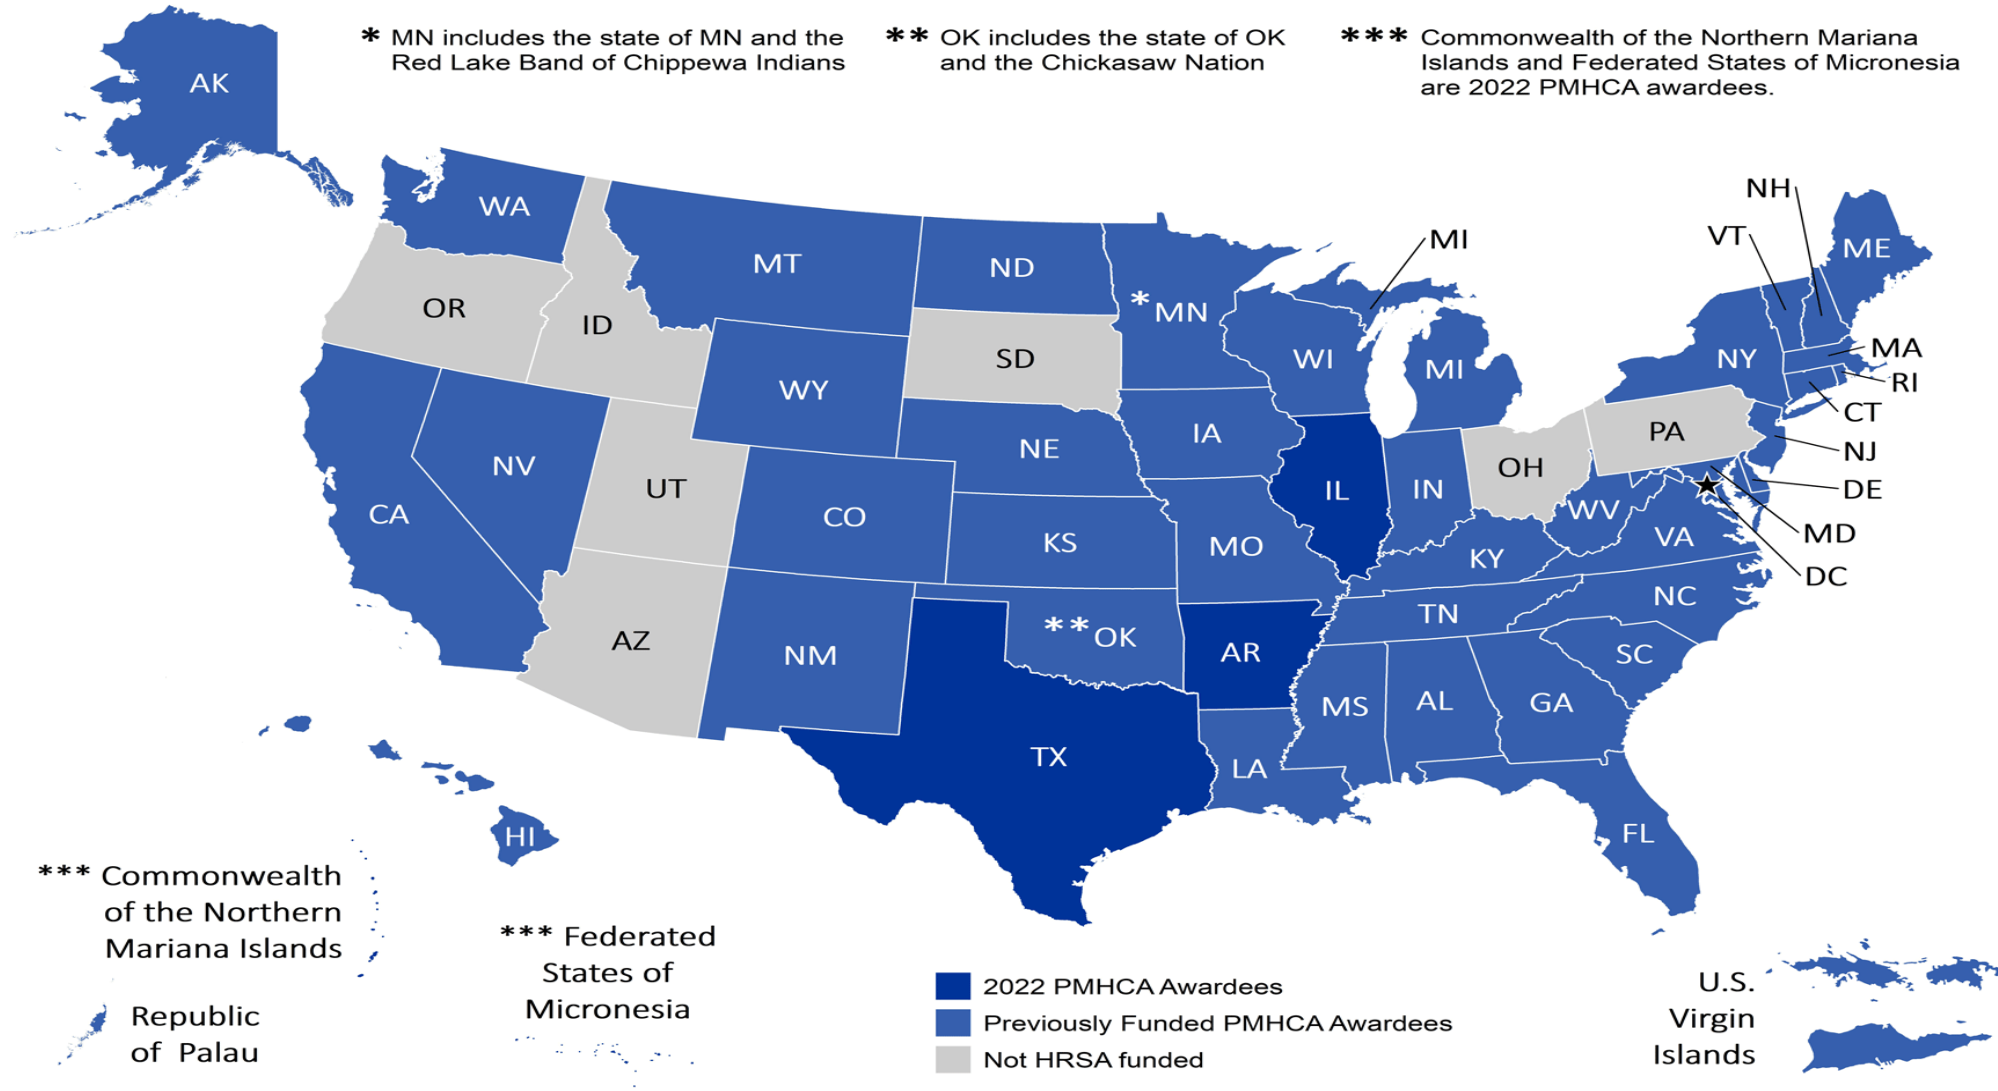 * MN includes the state of MN and the
Red Lake Band of Chippewa Indians
** OK includes the state of OK
and the Chickasaw Nation
*** Commonwealth of the Northern Mariana
Islands and Federated States of Micronesia
are 2022 PMHCA awardees.
AK
WA
MT
ND
*MN
MI
NH
VT
ME
OR
ID
SD
WI
MI
NY
MA
RI
CT
WY
NE
IA
PA
NJ
NV
UT
CA
CO
KS
MO
IL
IN
OH
WV
VA
DE
MD
DC
KY
AZ
NM
**OK
AR
TN
NC
SC
TX
LA
MS
AL
GA
FL
HI
*** Commonwealth
of the Northern
Mariana Islands
*** Federated
States of
Micronesia
Republic
of Palau
2022 PMHCA Awardees
Previously Funded PMHCA Awardees
Not HRSA funded
U.S.
Virgin
Islands